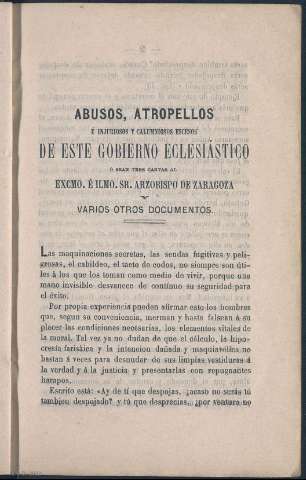 ABUSOS, ATROPELLOS
É INJURIOSOS Y CALUMNIOSOS EXCESOS
DE ESTE GOBIERNO ECLESIÁSTICO
Ó SEAN TRES CARTAS AL
EXCMO. É ILMO. SR. ARZOBISPO DE ZARAGOZA
Y
VARIOS OTROS DOCUMENTOS.
Las maquinaciones secretas, las sendas fugitivas y peli-
grosas, el cabildeo, el tacto de codos, no siempre son úti-
les á los que los toman como medio de vivir, porque una
mano invisible desvanece de contínuo su seguridad para
el éxito.
Por propia experiencia pueden afirmar esto los hombres
que, segun su conveniencia, merman y hasta falsean á su
placer las condiciones necesarias, los elementos vitales de
la moral. Tal vez ya no dudan de que el cálculo, la hipo-
cresía farisáica y la intencion dañada y maquiavélica no
bastan á veces para desnudar de sus limpias vestiduras á
la verdad y á la justicia y presentarlas con repugnantes
harapos.
Escrito está: «Ay de tí que despojas, ¿acaso no serás tú
tambien despojado? y tú que desprecias, ¿por ventura no